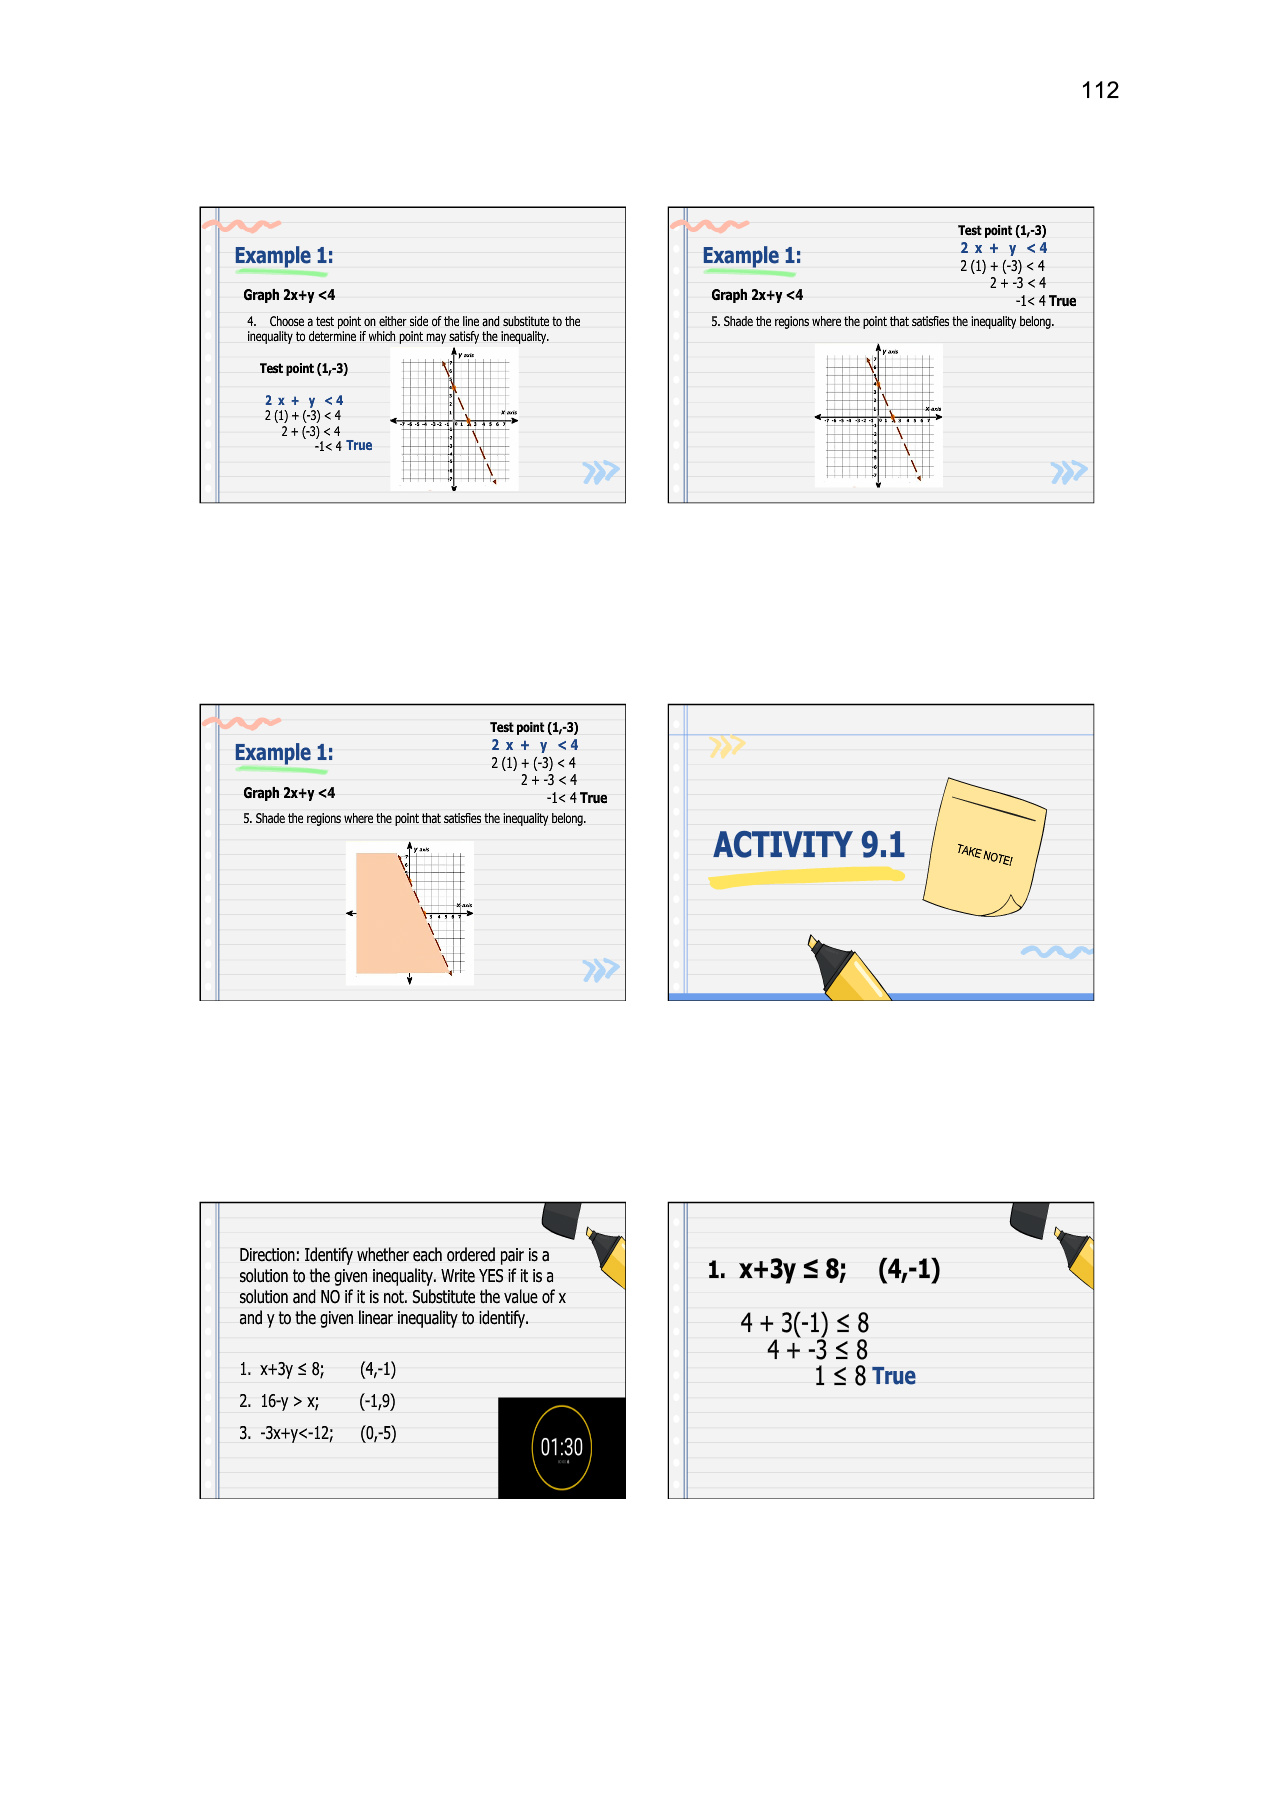 112
Example 1:
Graph 2x+y <4
4. Choose a test point on either side of the line and substitute to the
inequality to determine if which point may satisfy the inequality.
Test point (1,-3)
2 x + y < 4
2 (1) + (-3) < 4
2 + (-3) < 4
-1< 4 True
y axis
X axis
Test point (1,-3)
2 x + y < 4
Example 1:
2 (1) + (-3) < 4
2 + -3 < 4
Graph 2x+y <4
-1< 4 True
5. Shade the regions where the point that satisfies the inequality belong.
y axis
X axis
Test point (1,-3)
2 x + y < 4
Example 1:
2 (1) + (-3) < 4
2 + -3 < 4
Graph 2x+y <4
-1< 4 True
5. Shade the regions where the point that satisfies the inequality belong.
y axis
X axis
ACTIVITY 9.1
TAKE NOTE!
Direction: Identify whether each ordered pair is a
solution to the given inequality. Write YES if it is a
solution and NO if it is not. Substitute the value of x
and y to the given linear inequality to identify.
1. x+3y ≤ 8; (4,-1)
2. 16-y > x; (-1,9)
3. -3x+y<-12; (0,-5)
01:30
1. x+3y ≤ 8; (4,-1)
4 + 3(-1) ≤ 8
4 + -3 ≤ 8
1 ≤ 8 True